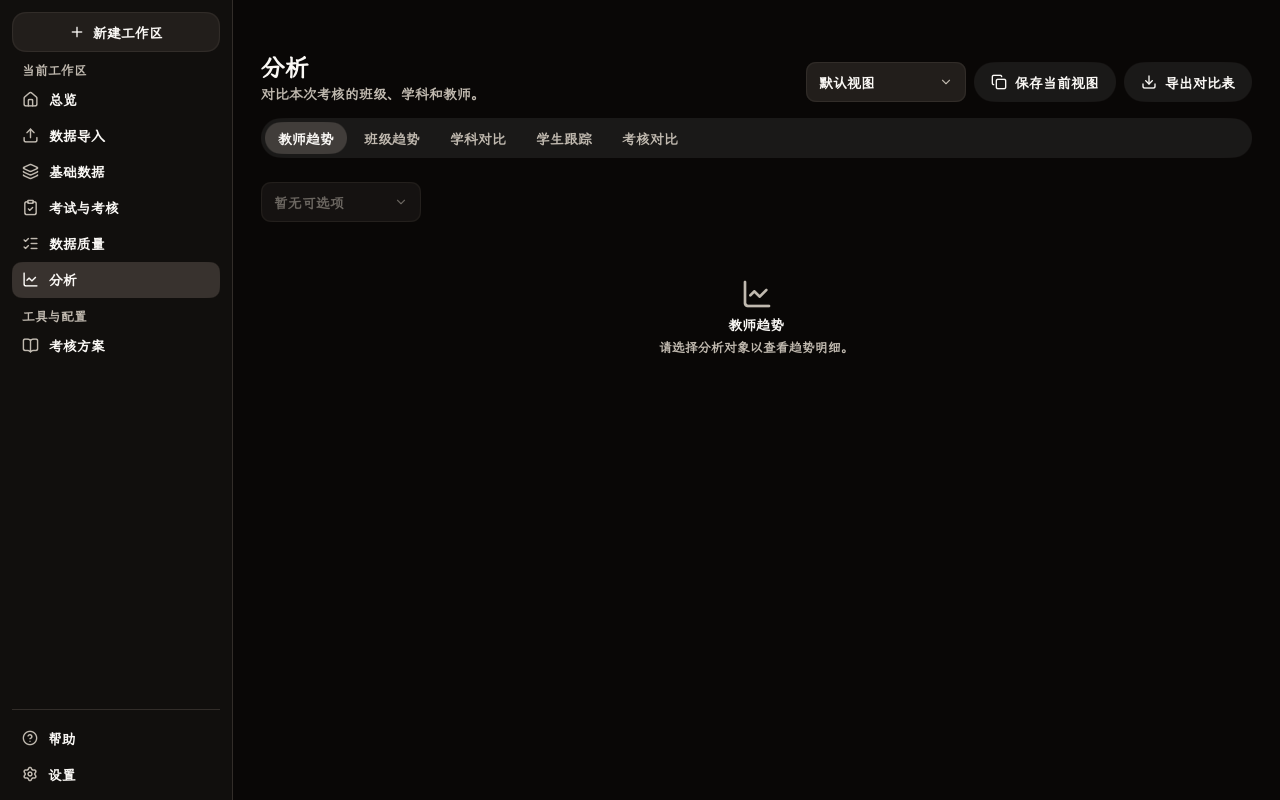 新建工作区
当前工作区
总览
数据导入
基础数据
考试与考核
数据质量
分析
工具与配置
考核方案
帮助
设置
分析
对比本次考核的班级、学科和教师。
默认视图
保存当前视图
导出对比表
教师趋势
班级趋势
学科对比
学生跟踪
考核对比
暂无可选项
教师趋势
请选择分析对象以查看趋势明细。